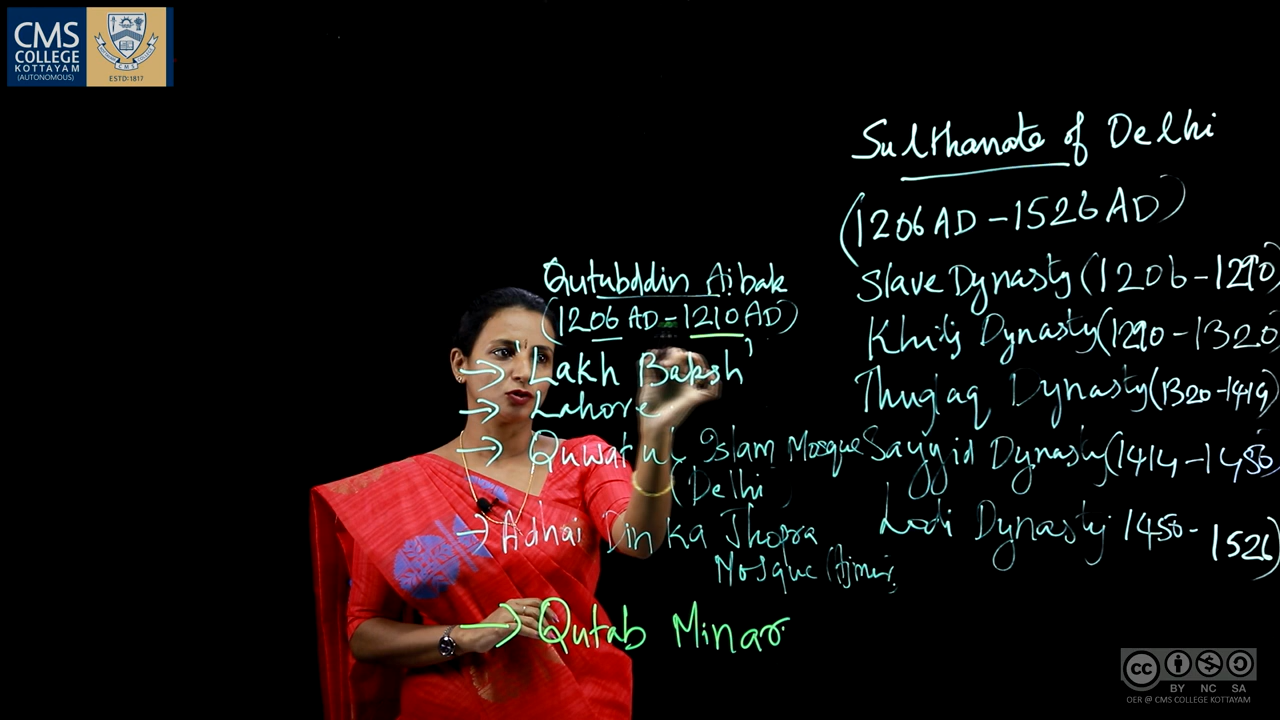 CMS
COLLEGE
KOTTAYAM
(AUTONOMOUS)
ESTD:1817
Sulthanate of Delhi
(1206 AD - 1526 AD)
Slave Dynasty (1206 - 1290)
Khilji Dynasty (1290 - 1320)
Thuglaq Dynasty (1320 - 1414)
Sayyid Dynasty (1414 - 1450
Lodi Dynasty 1450 - 1526)
Qutubddin Aibak
(1206 AD - 1210 AD)
→ 'Lakh Baksh'
→ Lahore
→ Quwat ul Islam Mosque
(Delhi)
→ Adhai Din Ka Jhopra
Mosque (Ajmir)
→ Qutab Minar
cc
BY NC SA
OER @ CMS COLLEGE KOTTAYAM